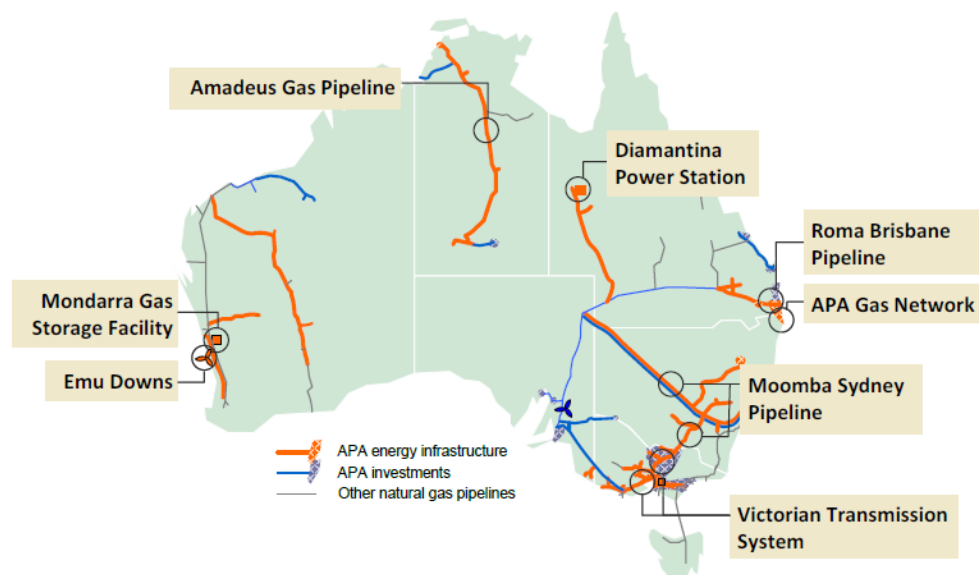 Amadeus Gas Pipeline
Diamantina
Power Station
Roma Brisbane
Pipeline
Mondarra Gas
Storage Facility
APA Gas Network
Emu Downs
Moomba Sydney
Pipeline
APA energy infrastructure
APA investments
Other natural gas pipelines
Victorian Transmission
System